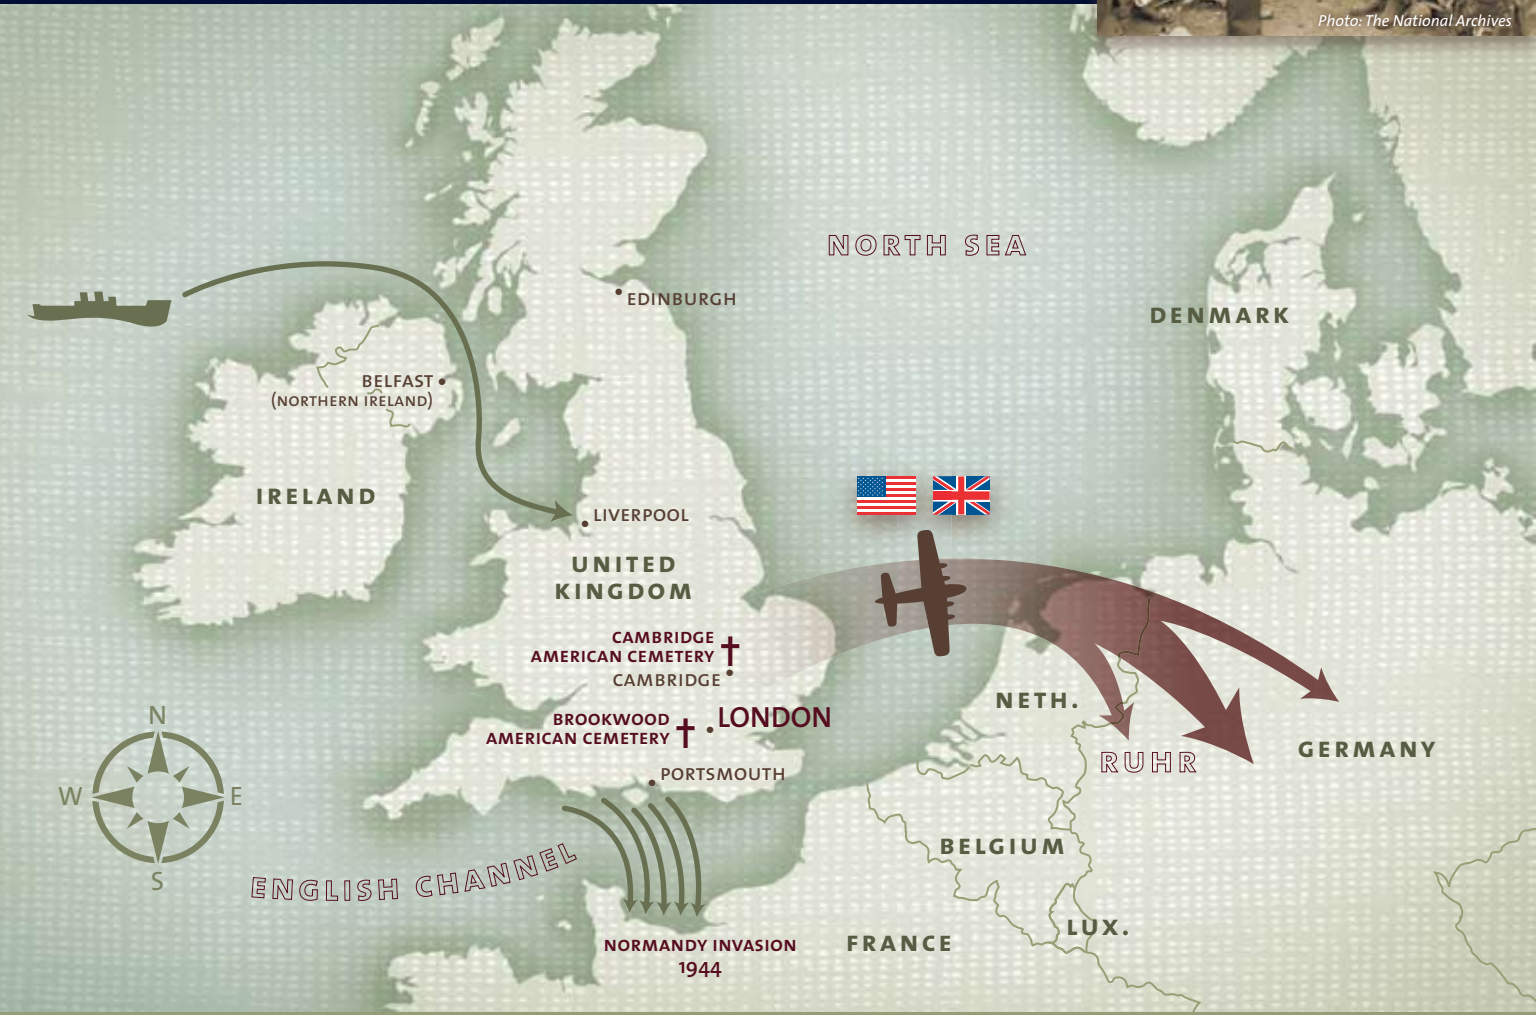 Photo: The National Archives
NORTH SEA
EDINBURGH
DENMARK
BELFAST
(NORTHERN IRELAND)
IRELAND
LIVERPOOL
UNITED
KINGDOM
CAMBRIDGE
AMERICAN CEMETERY
CAMBRIDGE
NETH.
BROOKWOOD
AMERICAN CEMETERY
LONDON
GERMANY
RUHR
PORTSMOUTH
N
W
E
S
BELGIUM
ENGLISH CHANNEL
LUX.
FRANCE
NORMANDY INVASION
1944